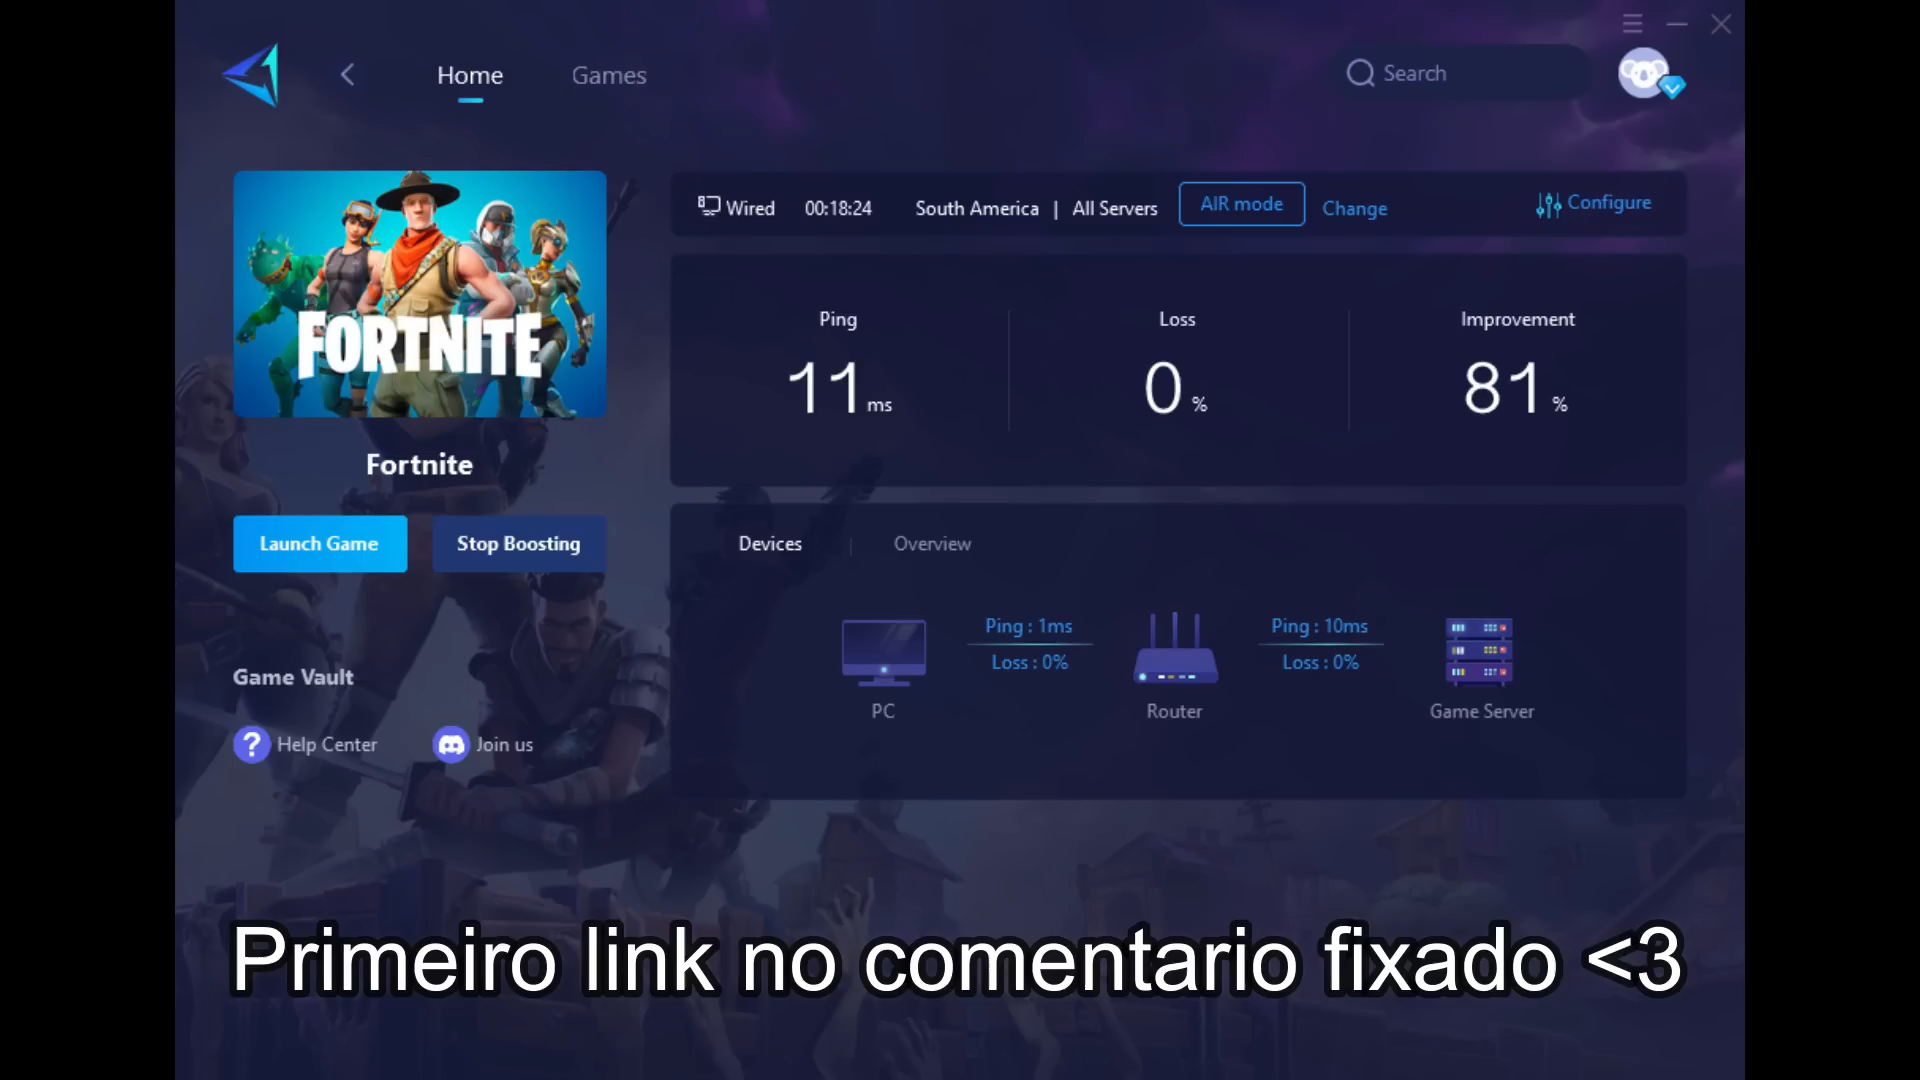 Home
Games
Search
Wired
00:18:24
South America | All Servers
AIR mode
Change
Configure
FORTNITE
Fortnite
Launch Game
Stop Boosting
Game Vault
Help Center
Join us
Ping
11 ms
Loss
0 %
Improvement
81 %
Devices
Overview
Ping : 1ms
Loss : 0%
Ping : 10ms
Loss : 0%
PC
Router
Game Server
Primeiro link no comentario fixado <3